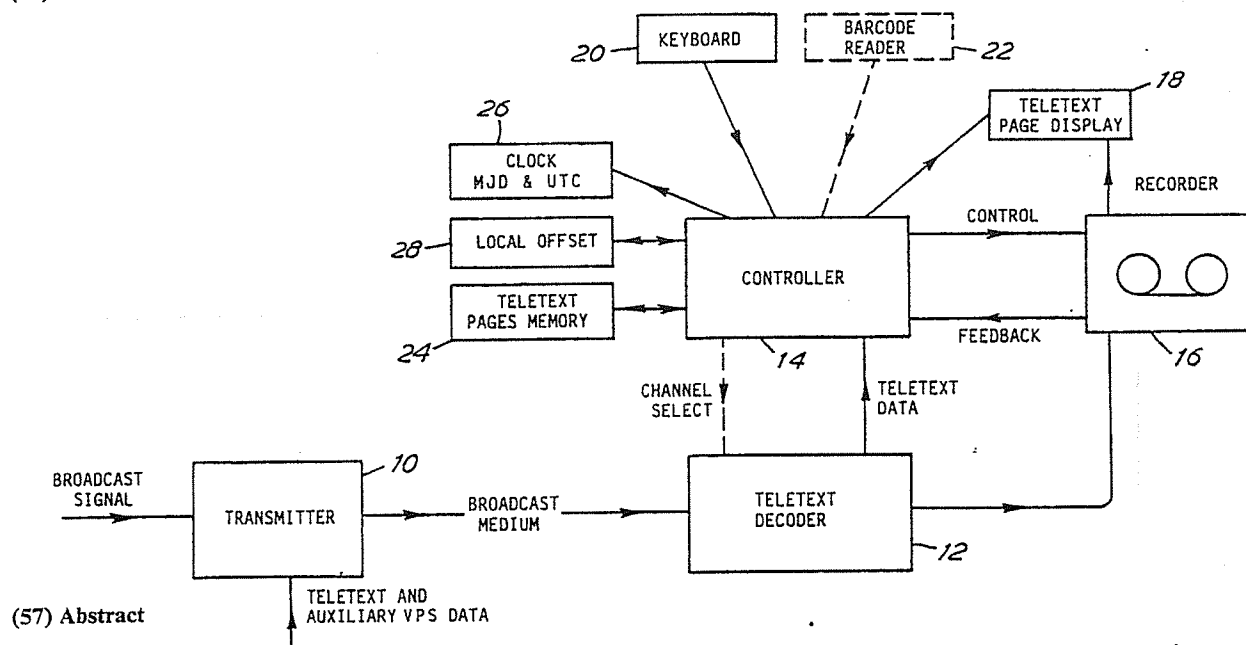 BARCODE
READER
22
KEYBOARD
20
18
TELETEXT
PAGE DISPLAY
26
CLOCK
MJD & UTC
RECORDER
CONTROL
28
LOCAL OFFSET
CONTROLLER
TELETEXT
PAGES MEMORY
24
14
FEEDBACK
16
CHANNEL
SELECT
TELETEXT
DATA
10
BROADCAST
SIGNAL
TRANSMITTER
BROADCAST
MEDIUM
TELETEXT
DECODER
12
TELETEXT AND
AUXILIARY VPS DATA
(57) Abstract